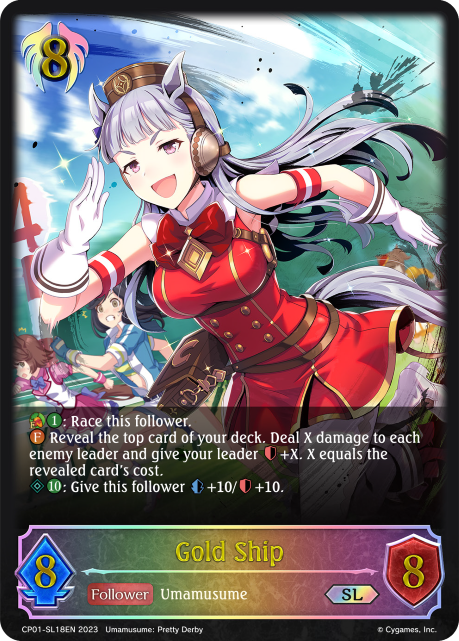 8
4
1 : Race this follower.
F Reveal the top card of your deck. Deal X damage to each
enemy leader and give your leader +X. X equals the
revealed card's cost.
10 : Give this follower +10/ +10.
Gold Ship
8
Follower Umamusume
SL
8
CP01-SL18EN 2023 Umamusume: Pretty Derby
© Cygames, Inc.